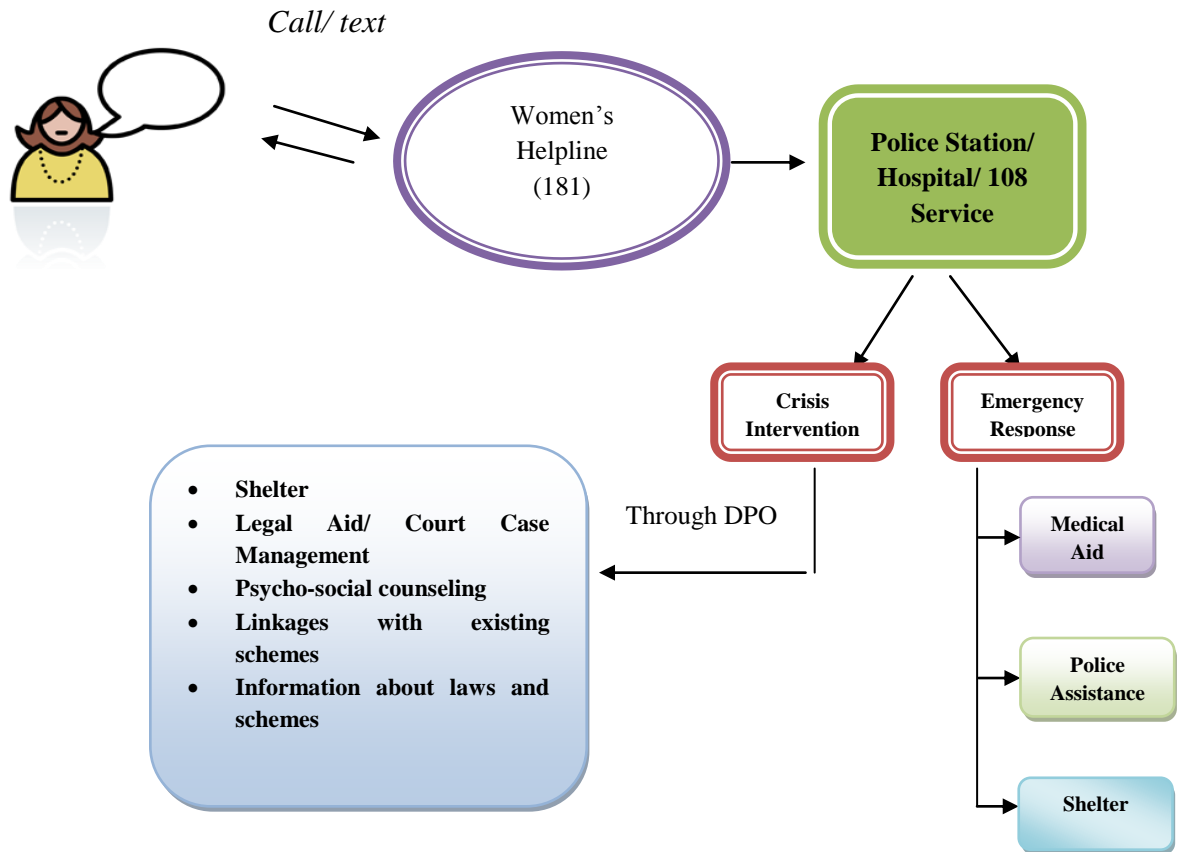 Call/ text
Women’s
Helpline
(181)
Police Station/
Hospital/ 108
Service
Crisis
Intervention
Emergency
Response
• Shelter
• Legal Aid/ Court Case
Management
• Psycho-social counseling
• Linkages with existing
schemes
• Information about laws and
schemes
Through DPO
Medical
Aid
Police
Assistance
Shelter